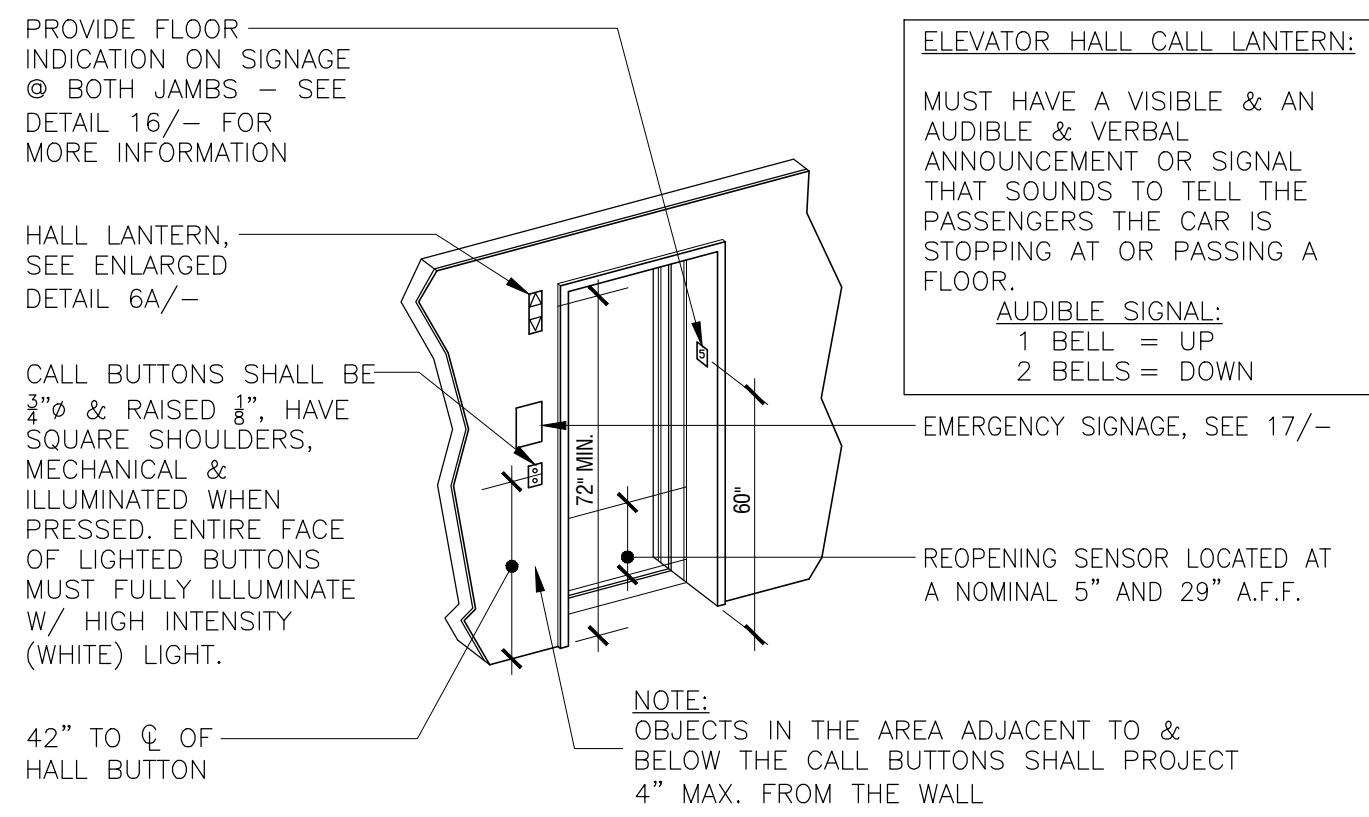 PROVIDE FLOOR
INDICATION ON SIGNAGE
@ BOTH JAMBS – SEE
DETAIL 16/– FOR
MORE INFORMATION
HALL LANTERN,
SEE ENLARGED
DETAIL 6A/–
CALL BUTTONS SHALL BE
3/4"ø & RAISED 1/8", HAVE
SQUARE SHOULDERS,
MECHANICAL &
ILLUMINATED WHEN
PRESSED. ENTIRE FACE
OF LIGHTED BUTTONS
MUST FULLY ILLUMINATE
W/ HIGH INTENSITY
(WHITE) LIGHT.
42" TO ℄ OF
HALL BUTTON
5
72" MIN.
60"
ELEVATOR HALL CALL LANTERN:
MUST HAVE A VISIBLE & AN
AUDIBLE & VERBAL
ANNOUNCEMENT OR SIGNAL
THAT SOUNDS TO TELL THE
PASSENGERS THE CAR IS
STOPPING AT OR PASSING A
FLOOR.
AUDIBLE SIGNAL:
1 BELL = UP
2 BELLS = DOWN
EMERGENCY SIGNAGE, SEE 17/–
REOPENING SENSOR LOCATED AT
A NOMINAL 5" AND 29" A.F.F.
NOTE:
OBJECTS IN THE AREA ADJACENT TO &
BELOW THE CALL BUTTONS SHALL PROJECT
4" MAX. FROM THE WALL